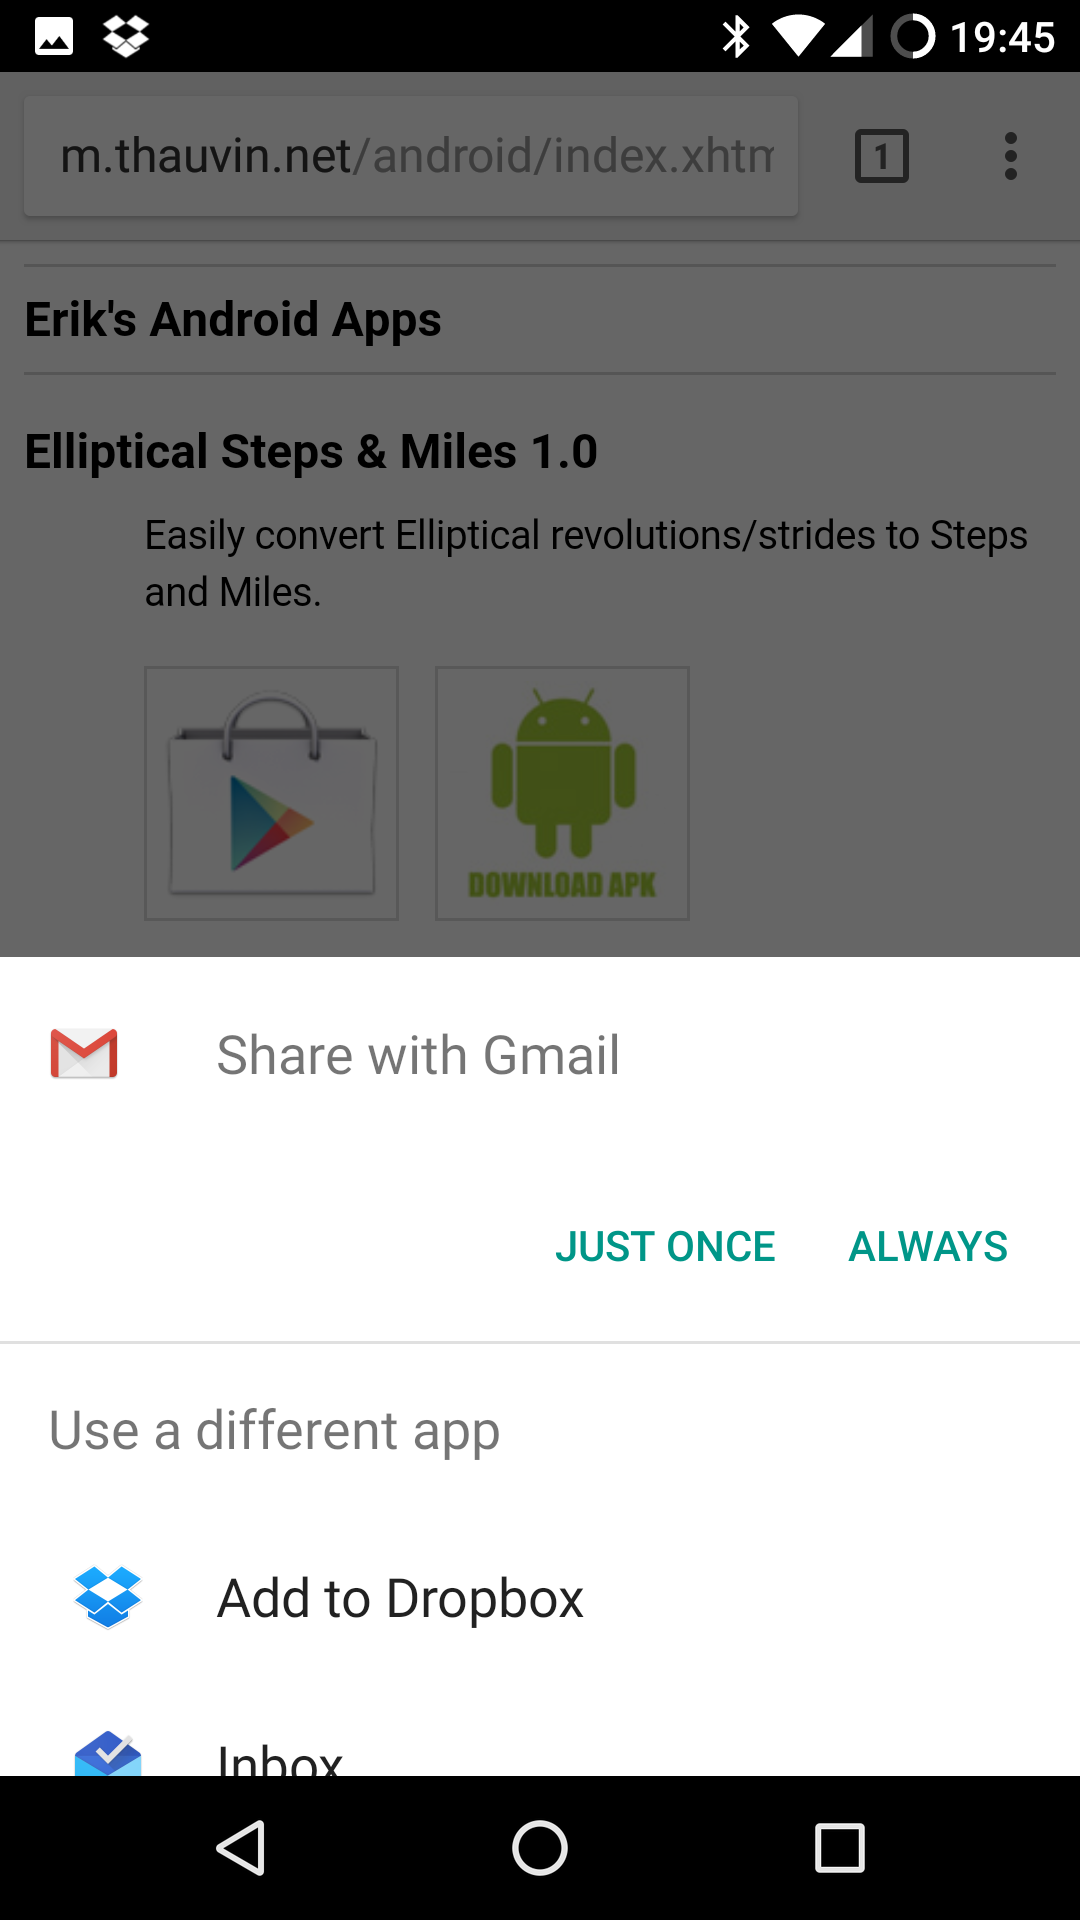 19:45
m.thauvin.net/android/index.xhtm
1
Erik's Android Apps
Elliptical Steps & Miles 1.0
Easily convert Elliptical revolutions/strides to Steps
and Miles.
DOWNLOAD APK
Share with Gmail
JUST ONCE ALWAYS
Use a different app
Add to Dropbox
Inbox